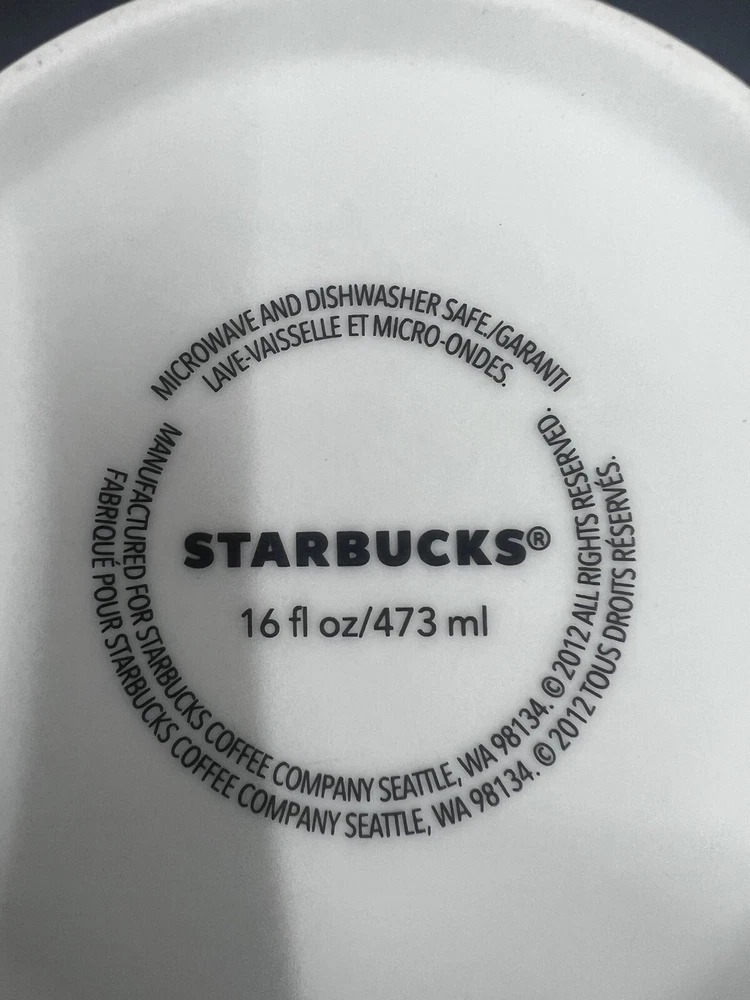 MICROWAVE AND DISHWASHER SAFE./GARANTI
LAVE-VAISSELLE ET MICRO-ONDES.
STARBUCKS®
16 fl oz/473 ml
MANUFACTURED FOR STARBUCKS COFFEE COMPANY SEATTLE, WA 98134. © 2012 ALL RIGHTS RESERVED.
FABRIQUÉ POUR STARBUCKS COFFEE COMPANY SEATTLE, WA 98134. © 2012 TOUS DROITS RÉSERVÉS.